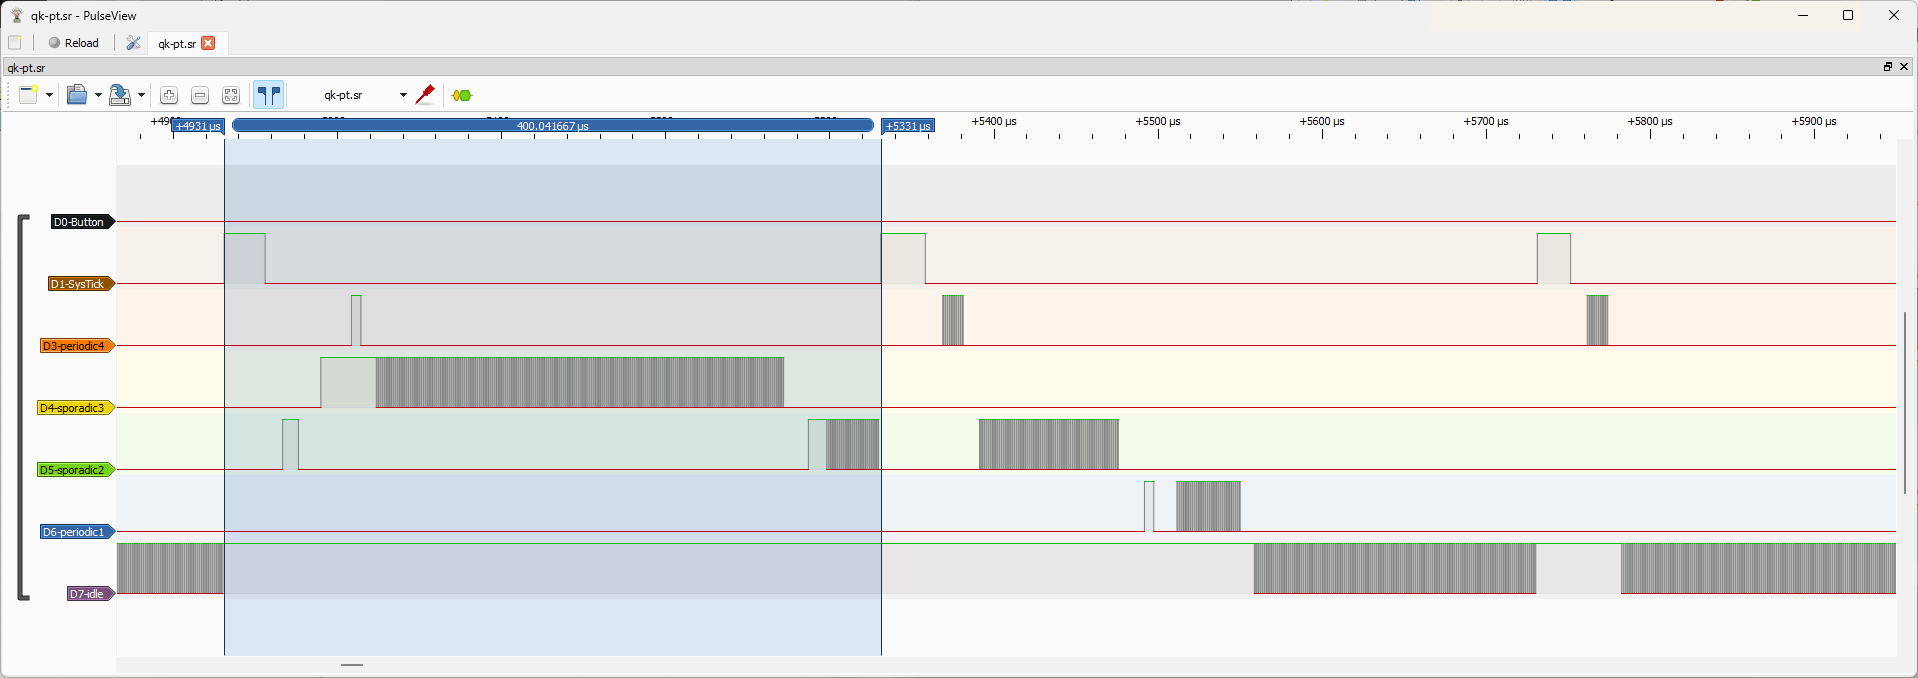 qk-pt.sr - PulseView
Reload
qk-pt.sr
qk-pt.sr
qk-pt.sr
+4931 µs
400.041667 µs
+5331 µs
+5400 µs
+5500 µs
+5600 µs
+5700 µs
+5800 µs
+5900 µs
D0-Button
D1-SysTick
D3-periodic4
D4-sporadic3
D5-sporadic2
D6-periodic1
D7-idle